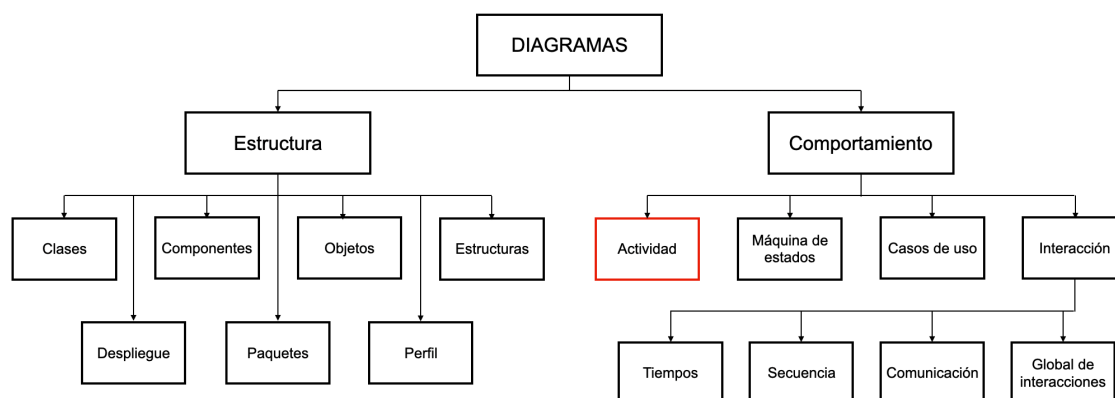 DIAGRAMAS
Estructura
Comportamiento
Clases
Componentes
Objetos
Estructuras
Actividad
Máquina de
estados
Casos de uso
Interacción
Despliegue
Paquetes
Perfil
Tiempos
Secuencia
Comunicación
Global de
interacciones